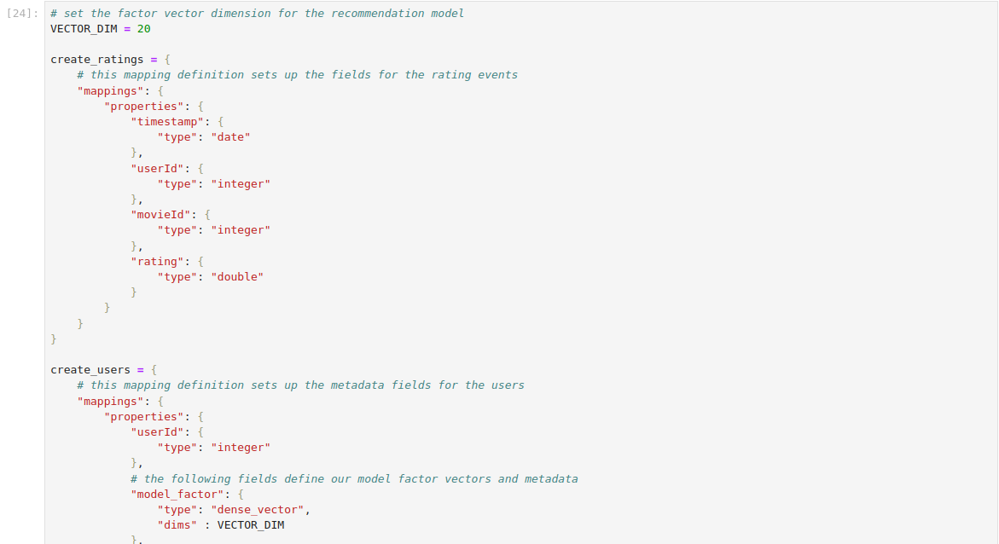 [24]: # set the factor vector dimension for the recommendation model
VECTOR_DIM = 20

create_ratings = {
    # this mapping definition sets up the fields for the rating events
    "mappings": {
        "properties": {
            "timestamp": {
                "type": "date"
            },
            "userId": {
                "type": "integer"
            },
            "movieId": {
                "type": "integer"
            },
            "rating": {
                "type": "double"
            }
        }
    }
}

create_users = {
    # this mapping definition sets up the metadata fields for the users
    "mappings": {
        "properties": {
            "userId": {
                "type": "integer"
            },
            # the following fields define our model factor vectors and metadata
            "model_factor": {
                "type": "dense_vector",
                "dims" : VECTOR_DIM
            },